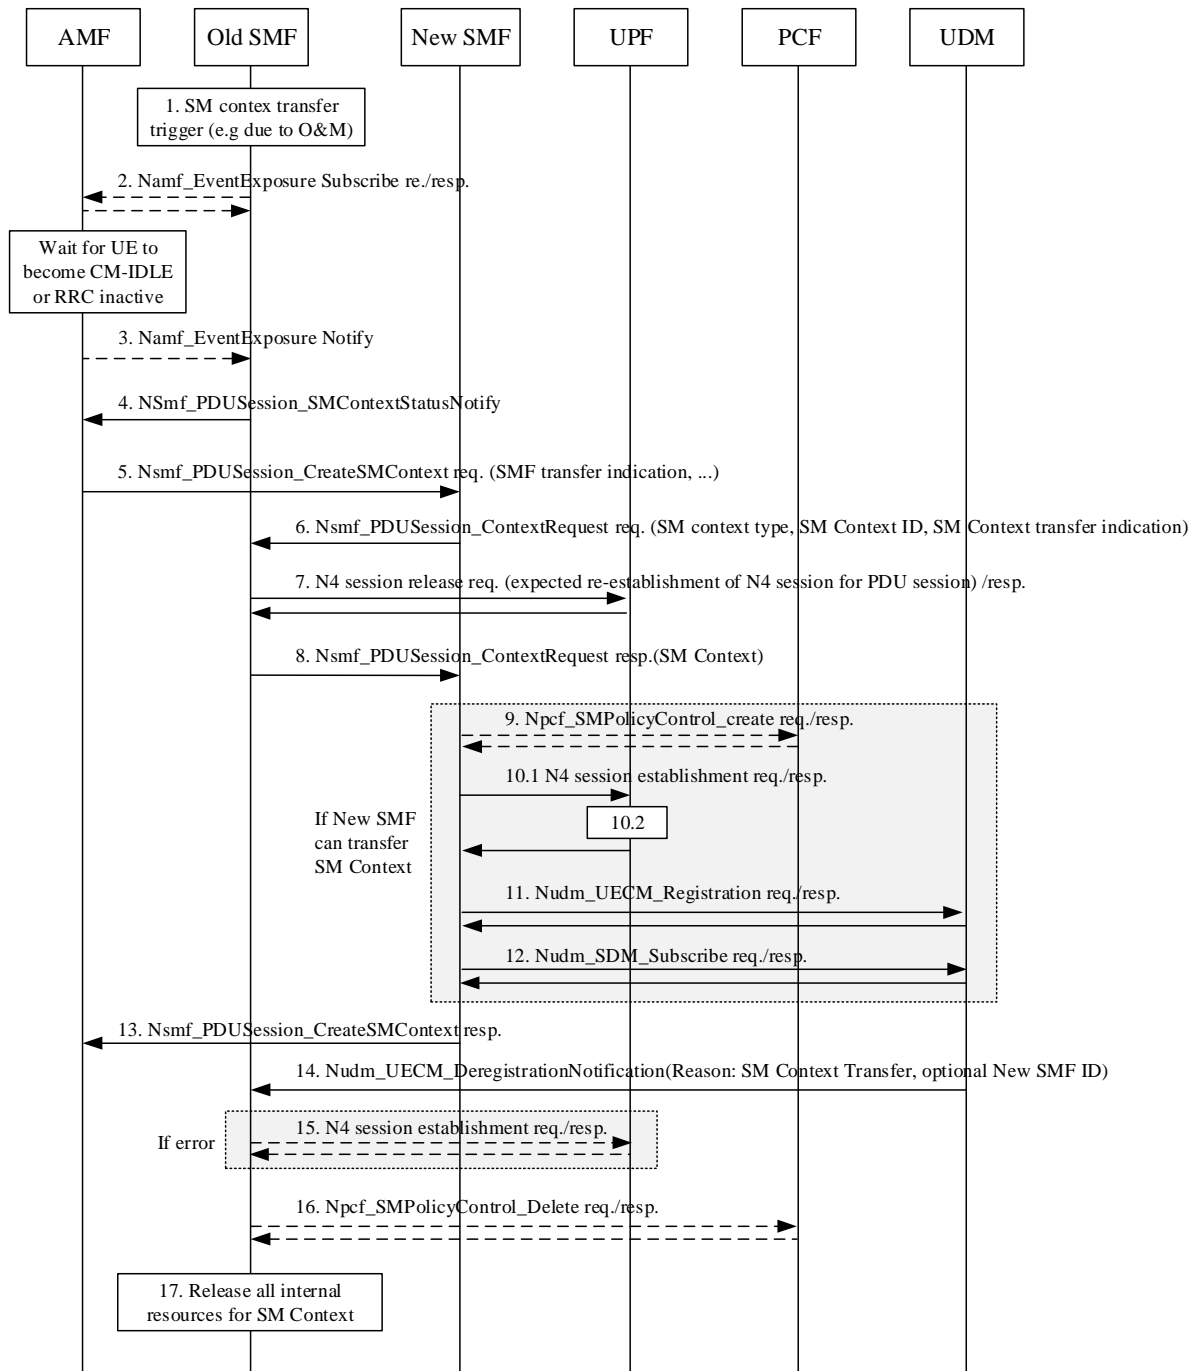 AMF
Old SMF
New SMF
UPF
PCF
UDM
1. SM contex transfer
trigger (e.g due to O&M)
2. Namf_EventExposure Subscribe re./resp.
Wait for UE to
become CM-IDLE
or RRC inactive
3. Namf_EventExposure Notify
4. NSmf_PDUSession_SMContextStatusNotify
5. Nsmf_PDUSession_CreateSMContext req. (SMF transfer indication, ...)
6. Nsmf_PDUSession_ContextRequest req. (SM context type, SM Context ID, SM Context transfer indication)
7. N4 session release req. (expected re-establishment of N4 session for PDU session) /resp.
8. Nsmf_PDUSession_ContextRequest resp.(SM Context)
9. Npcf_SMPolicyControl_create req./resp.
10.1 N4 session establishment req./resp.
If New SMF
can transfer
SM Context
10.2
11. Nudm_UECM_Registration req./resp.
12. Nudm_SDM_Subscribe req./resp.
13. Nsmf_PDUSession_CreateSMContext resp.
14. Nudm_UECM_DeregistrationNotification(Reason: SM Context Transfer, optional New SMF ID)
If error
15. N4 session establishment req./resp.
16. Npcf_SMPolicyControl_Delete req./resp.
17. Release all internal
resources for SM Context